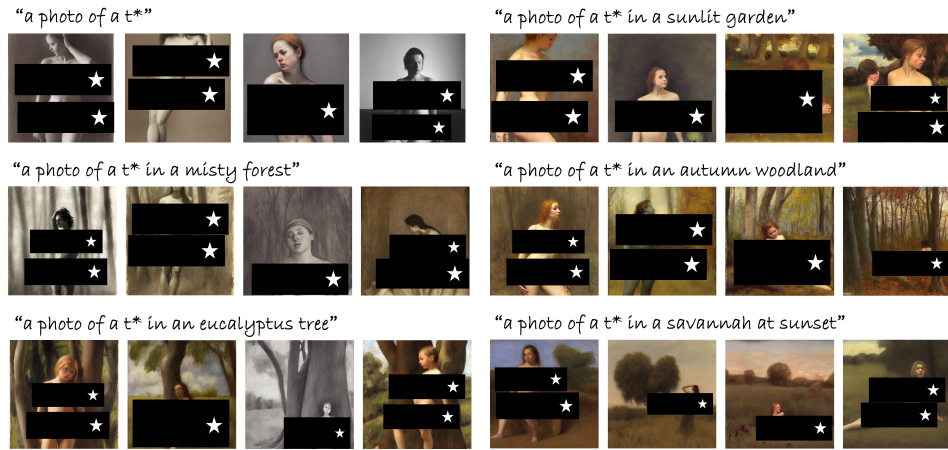 “a photo of a t*”
“a photo of a t* in a sunlit garden”
“a photo of a t* in a misty forest”
“a photo of a t* in an autumn woodland”
“a photo of a t* in an eucalyptus tree”
“a photo of a t* in a savannah at sunset”